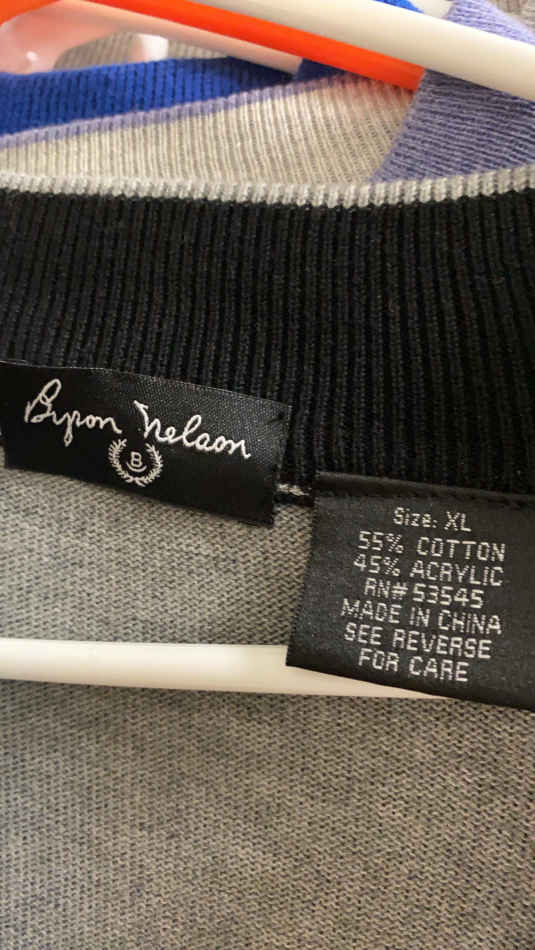 Byron Nelson
B
Size: XL
55% COTTON
45% ACRYLIC
RN# 53545
MADE IN CHINA
SEE REVERSE
FOR CARE